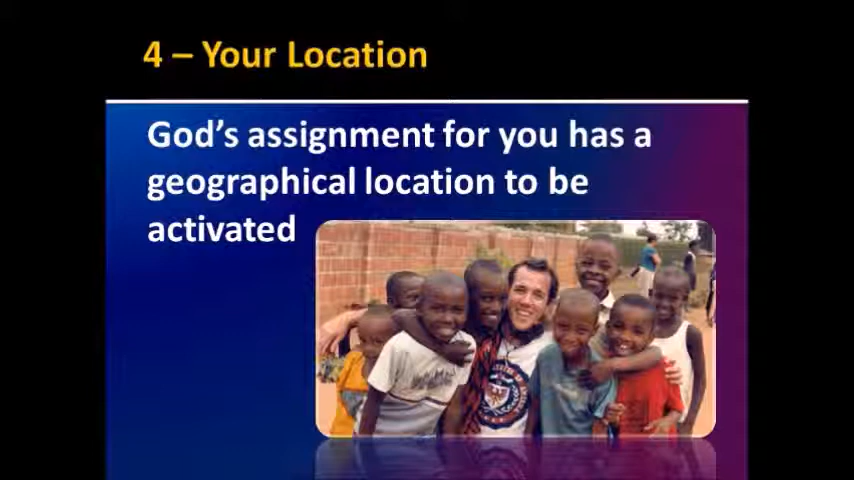 4 – Your Location
God’s assignment for you has a
geographical location to be
activated